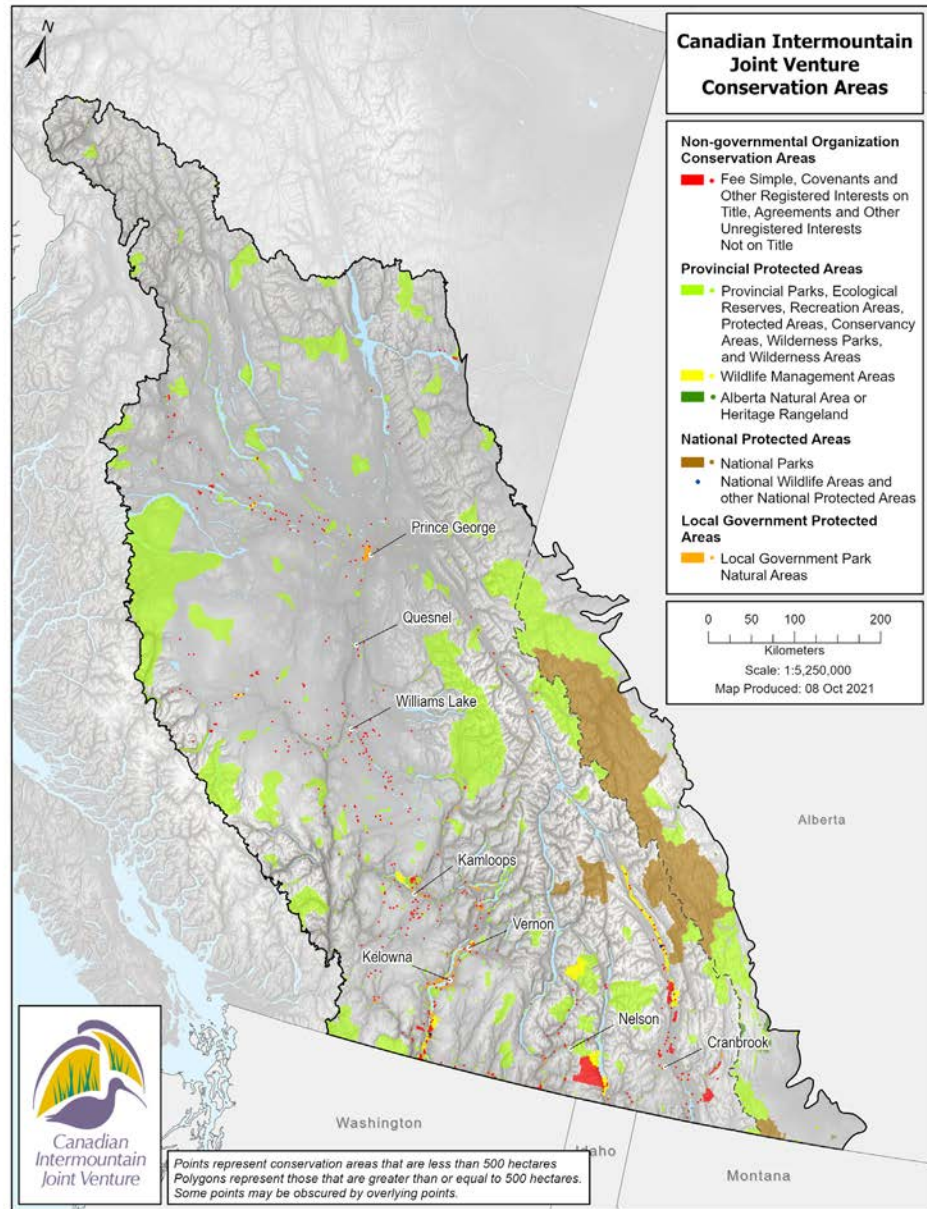 N
Canadian Intermountain
Joint Venture
Conservation Areas
Non-governmental Organization
Conservation Areas
Fee Simple, Covenants and
Other Registered Interests on
Title, Agreements and Other
Unregistered Interests
Not on Title
Provincial Protected Areas
Provincial Parks, Ecological
Reserves, Recreation Areas,
Protected Areas, Conservancy
Areas, Wilderness Parks,
and Wilderness Areas
Wildlife Management Areas
Alberta Natural Area or
Heritage Rangeland
National Protected Areas
National Parks
National Wildlife Areas and
other National Protected Areas
Local Government Protected
Areas
Local Government Park
Natural Areas
0 50 100 200
Kilometers
Scale: 1:5,250,000
Map Produced: 08 Oct 2021
Prince George
Quesnel
Williams Lake
Alberta
Kamloops
Vernon
Kelowna
Nelson
Cranbrook
Washington
Idaho
Montana
Canadian
Intermountain
Joint Venture
Points represent conservation areas that are less than 500 hectares
Polygons represent those that are greater than or equal to 500 hectares.
Some points may be obscured by overlying points.